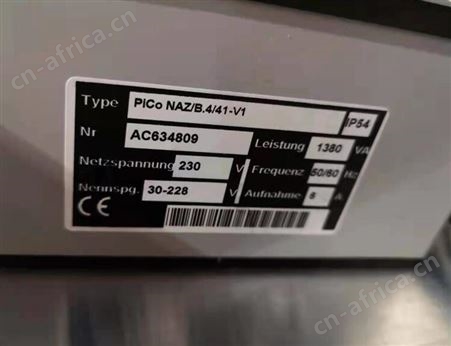 cn-africa.cn
Type PiCo NAZ/B.4/41-V1 IP54
Nr AC634809 Leistung 1380 VA
Netzspannung 230 V Frequenz 50/60 Hz
Nennspg. 30-228 V Aufnahme 6 A
CE
cn-africa.cn